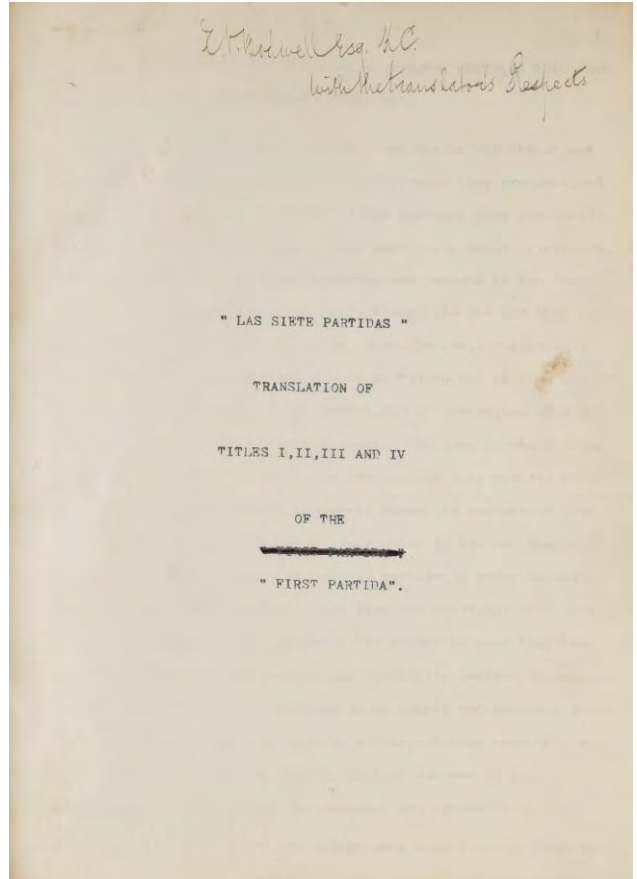 E.V. Bodwell Esq. K.C.
with the translator's Respects
" LAS SIETE PARTIDAS "
TRANSLATION OF
TITLES I,II,III AND IV
OF THE
" FIRST PARTIDA".